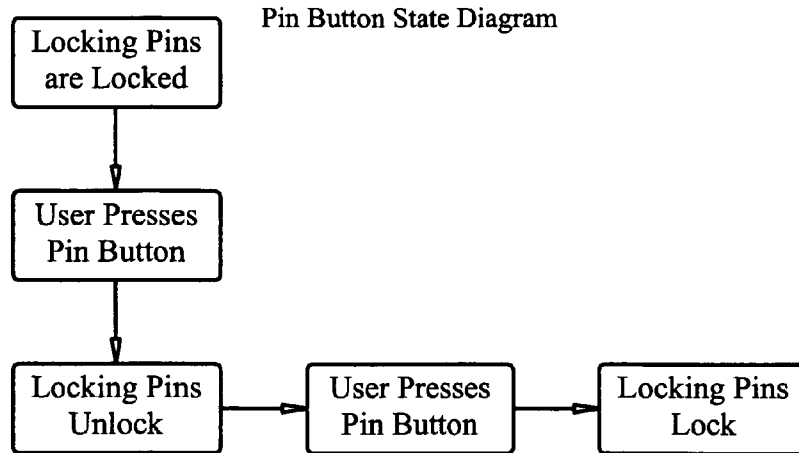 Pin Button State Diagram
Locking Pins
are Locked
User Presses
Pin Button
Locking Pins
Unlock
User Presses
Pin Button
Locking Pins
Lock